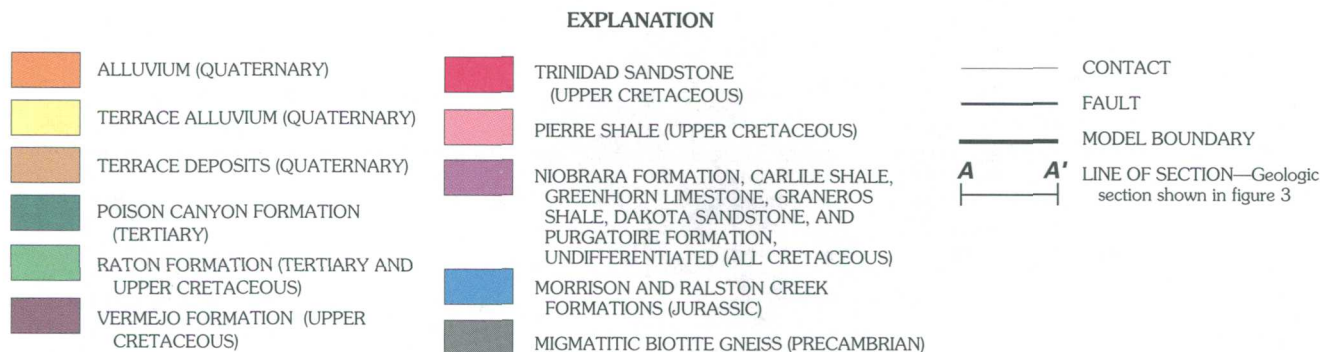 EXPLANATION
ALLUVIUM (QUATERNARY)
TERRACE ALLUVIUM (QUATERNARY)
TERRACE DEPOSITS (QUATERNARY)
POISON CANYON FORMATION
(TERTIARY)
RATON FORMATION (TERTIARY AND
UPPER CRETACEOUS)
VERMEJO FORMATION (UPPER
CRETACEOUS)
TRINIDAD SANDSTONE
(UPPER CRETACEOUS)
PIERRE SHALE (UPPER CRETACEOUS)
NIOBRARA FORMATION, CARLILE SHALE,
GREENHORN LIMESTONE, GRANEROS
SHALE, DAKOTA SANDSTONE, AND
PURGATOIRE FORMATION,
UNDIFFERENTIATED (ALL CRETACEOUS)
MORRISON AND RALSTON CREEK
FORMATIONS (JURASSIC)
MIGMATITIC BIOTITE GNEISS (PRECAMBRIAN)
CONTACT
FAULT
MODEL BOUNDARY
A A' LINE OF SECTION—Geologic
section shown in figure 3